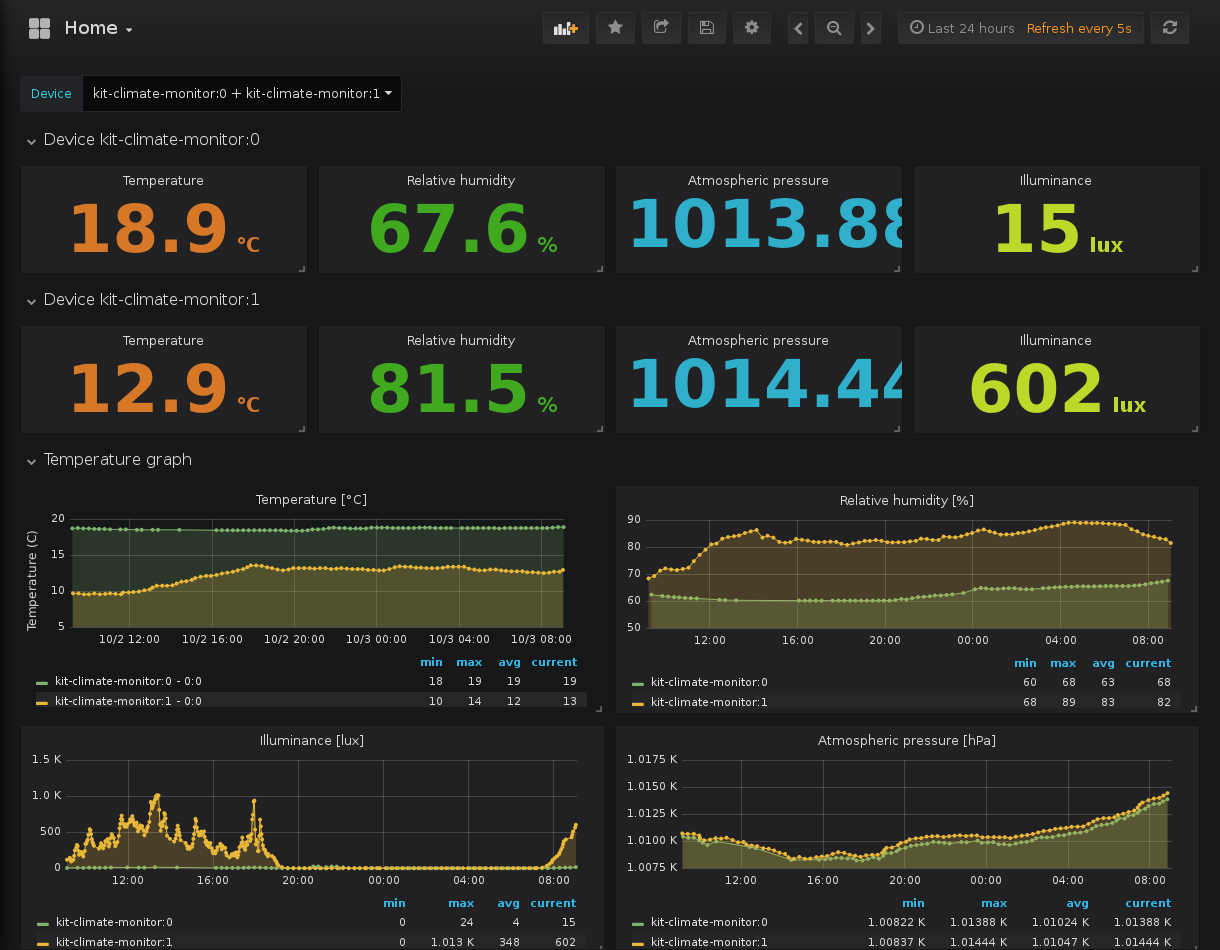 Home
Last 24 hours Refresh every 5s
Device kit-climate-monitor:0 + kit-climate-monitor:1
Device kit-climate-monitor:0
Temperature Relative humidity Atmospheric pressure Illuminance
18.9 °C 67.6 % 1013.88 15 lux
Device kit-climate-monitor:1
Temperature Relative humidity Atmospheric pressure Illuminance
12.9 °C 81.5 % 1014.44 602 lux
Temperature graph
Temperature [°C]
Temperature (C)
20
15
10
5
10/2 12:00 10/2 16:00 10/2 20:00 10/3 00:00 10/3 04:00 10/3 08:00
min max avg current
kit-climate-monitor:0 - 0:0 18 19 19 19
kit-climate-monitor:1 - 0:0 10 14 12 13
Relative humidity [%]
90
80
70
60
50
12:00 16:00 20:00 00:00 04:00 08:00
min max avg current
kit-climate-monitor:0 60 68 63 68
kit-climate-monitor:1 68 89 83 82
Illuminance [lux]
1.5 K
1.0 K
500
0
12:00 16:00 20:00 00:00 04:00 08:00
min max avg current
kit-climate-monitor:0 0 24 4 15
kit-climate-monitor:1 0 1.013 K 348 602
Atmospheric pressure [hPa]
1.0175 K
1.0150 K
1.0125 K
1.0100 K
1.0075 K
12:00 16:00 20:00 00:00 04:00 08:00
min max avg current
kit-climate-monitor:0 1.00822 K 1.01388 K 1.01024 K 1.01388 K
kit-climate-monitor:1 1.00837 K 1.01444 K 1.01047 K 1.01444 K